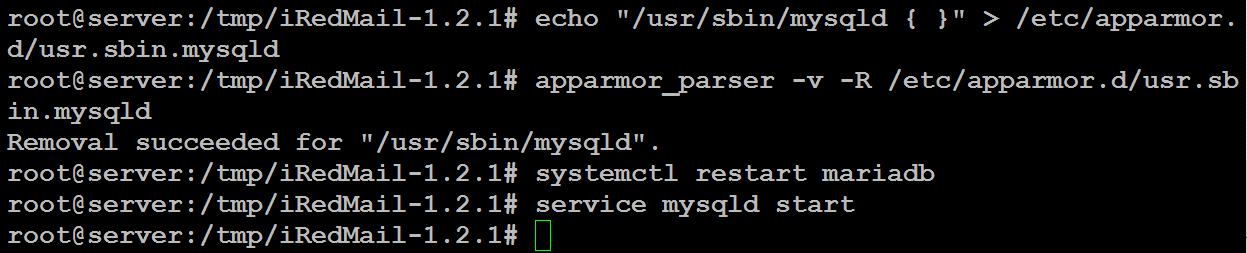 root@server:/tmp/iRedMail-1.2.1# echo "/usr/sbin/mysqld { }" > /etc/apparmor.
d/usr.sbin.mysqld
root@server:/tmp/iRedMail-1.2.1# apparmor_parser -v -R /etc/apparmor.d/usr.sb
in.mysqld
Removal succeeded for "/usr/sbin/mysqld".
root@server:/tmp/iRedMail-1.2.1# systemctl restart mariadb
root@server:/tmp/iRedMail-1.2.1# service mysqld start
root@server:/tmp/iRedMail-1.2.1#